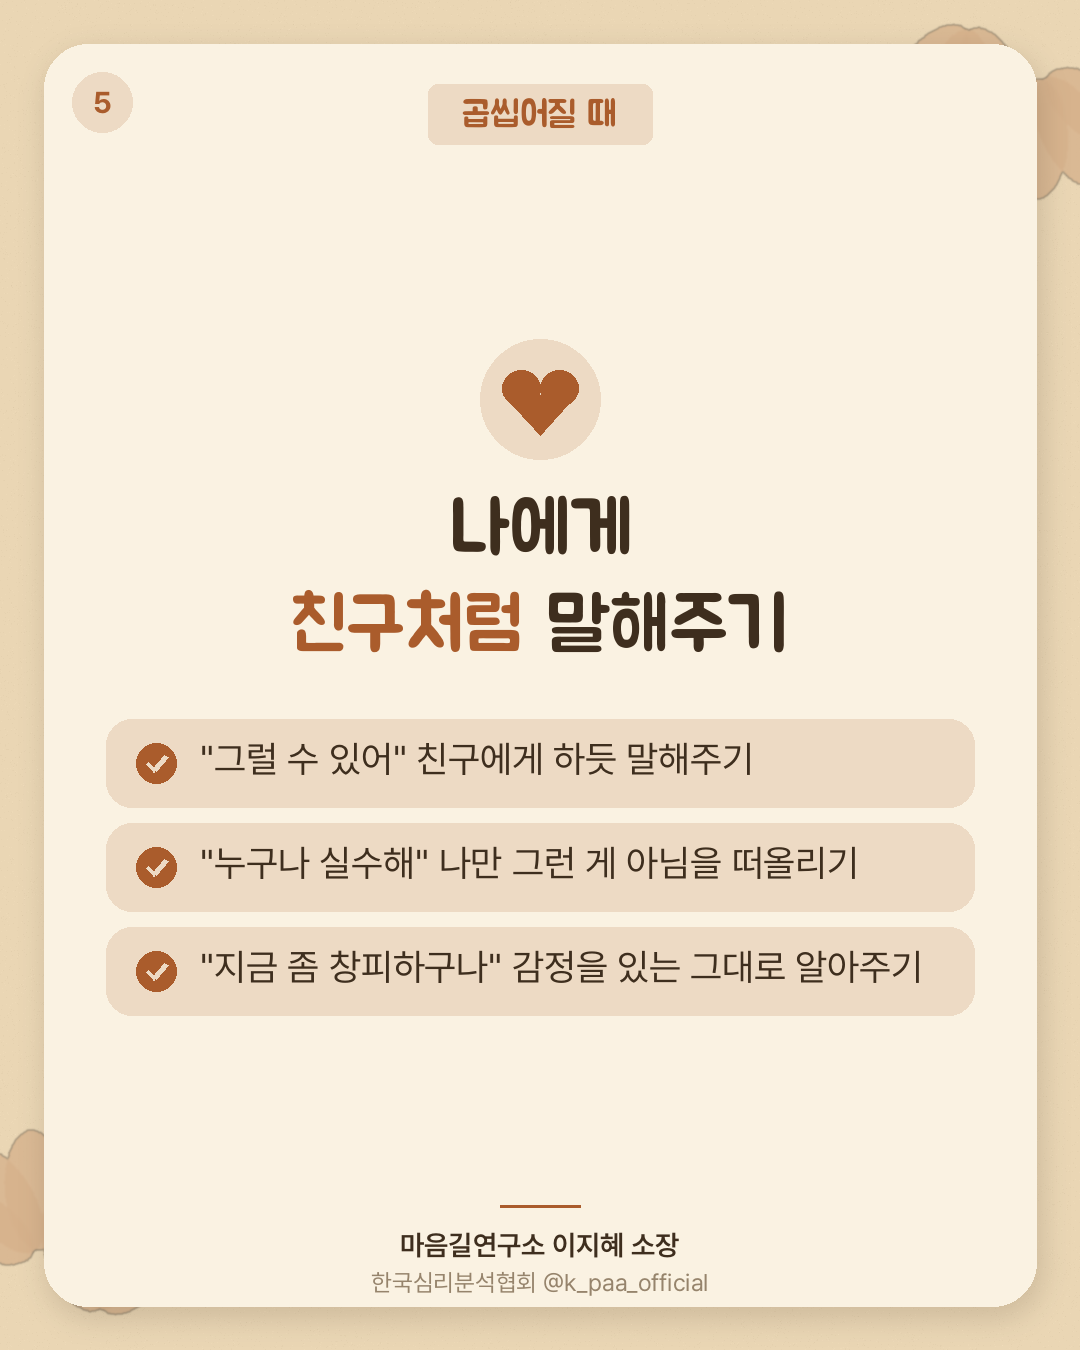 5
곱씹어질 때
나에게
친구처럼 말해주기
"그럴 수 있어" 친구에게 하듯 말해주기
"누구나 실수해" 나만 그런 게 아님을 떠올리기
"지금 좀 창피하구나" 감정을 있는 그대로 알아주기
마음길연구소 이지혜 소장
한국심리분석협회 @k_paa_official